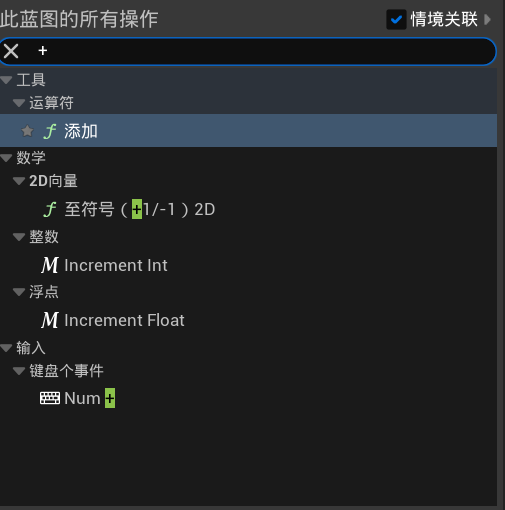 此蓝图的所有操作 情境关联
+
工具
运算符
添加
数学
2D向量
至符号（+1/-1）2D
整数
Increment Int
浮点
Increment Float
输入
键盘个事件
Num +